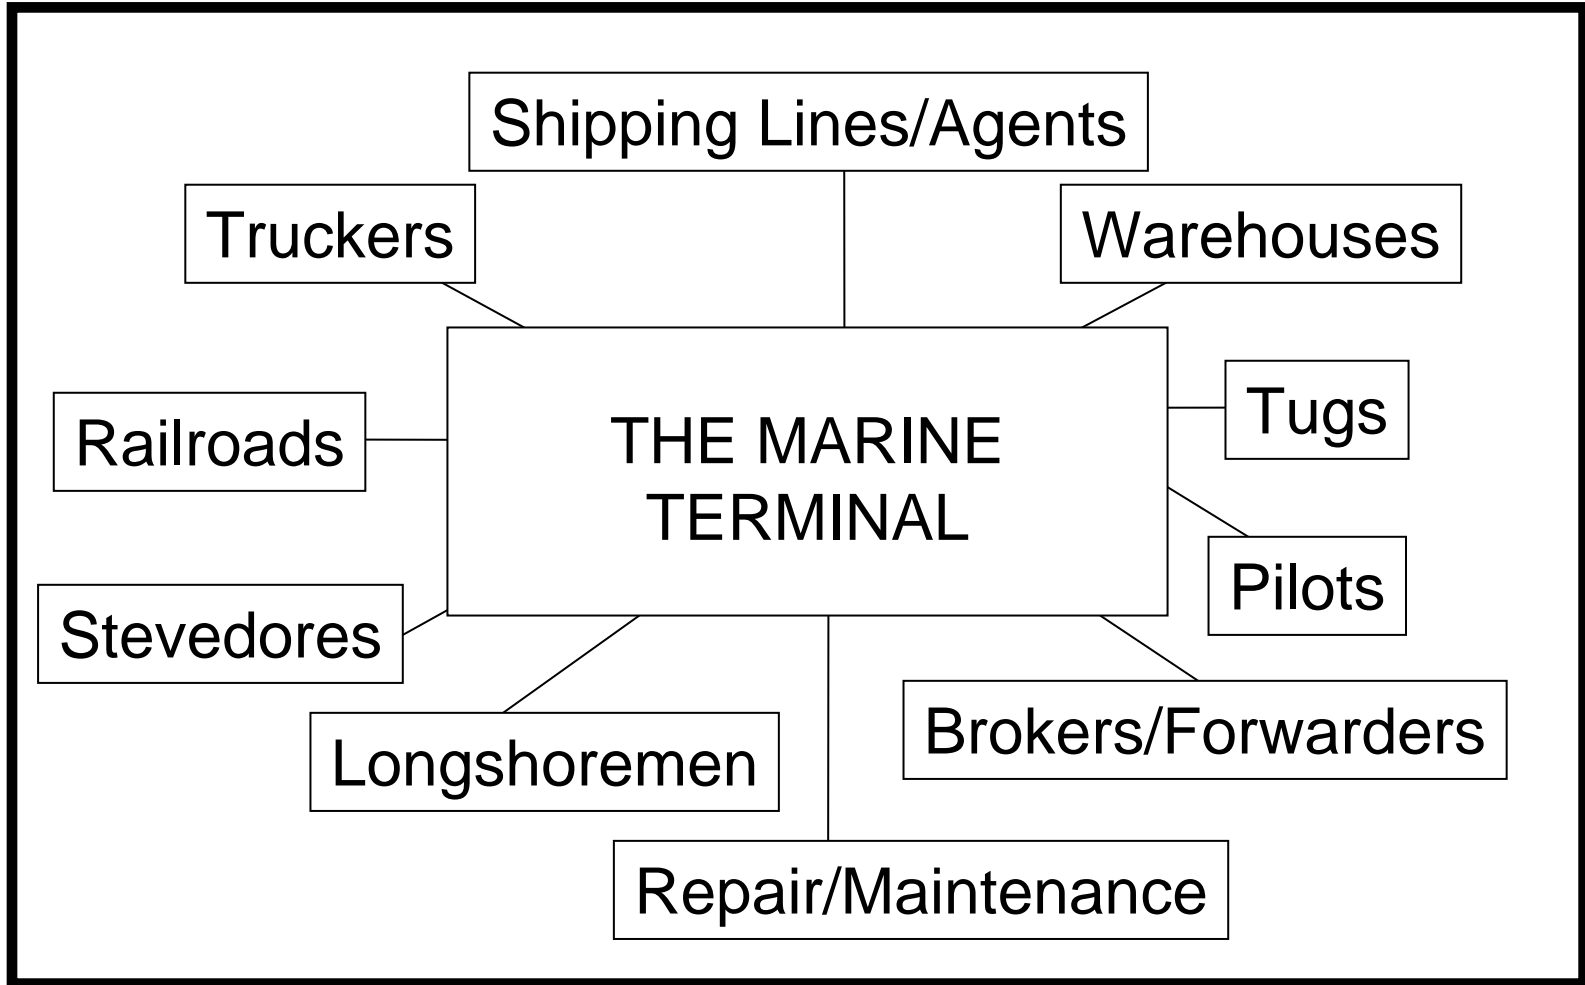 Shipping Lines/Agents
Truckers
Warehouses
Tugs
Railroads
THE MARINE
TERMINAL
Pilots
Stevedores
Brokers/Forwarders
Longshoremen
Repair/Maintenance